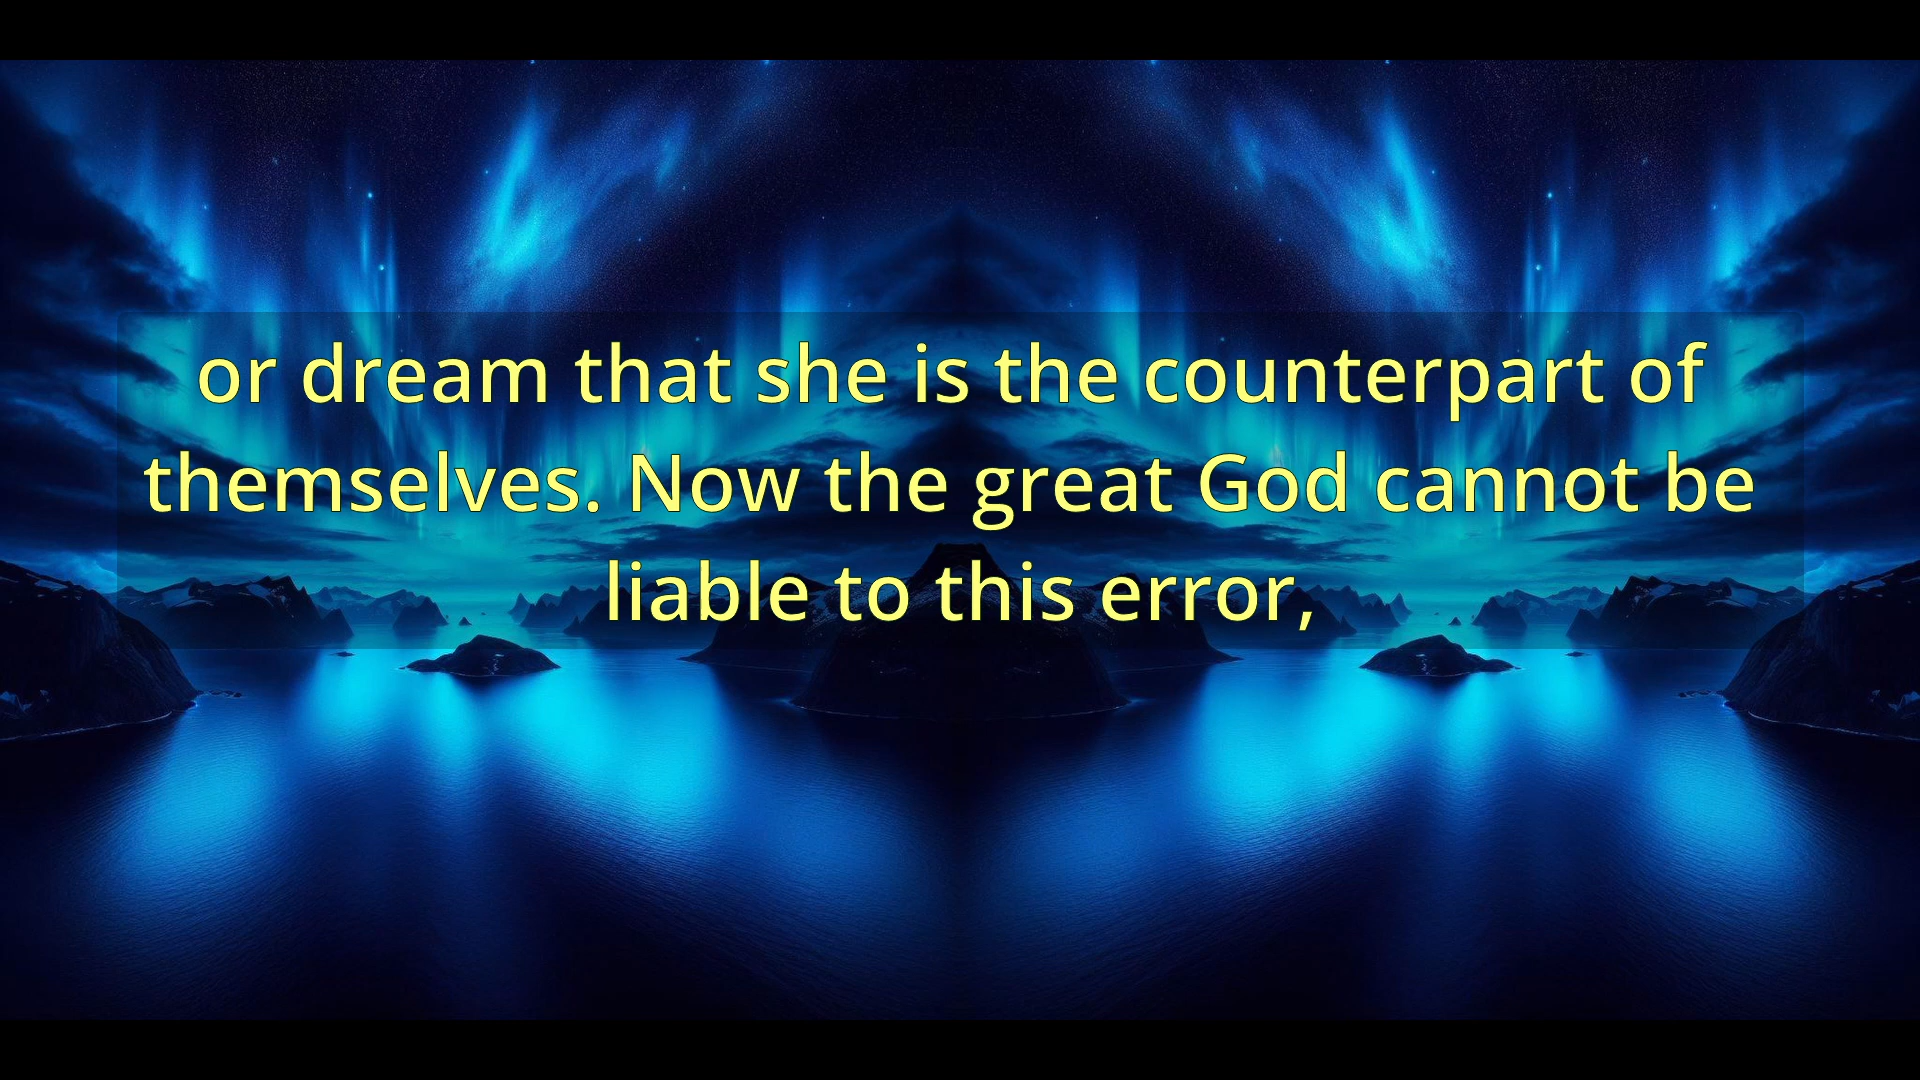 or dream that she is the counterpart of
themselves. Now the great God cannot be
liable to this error,